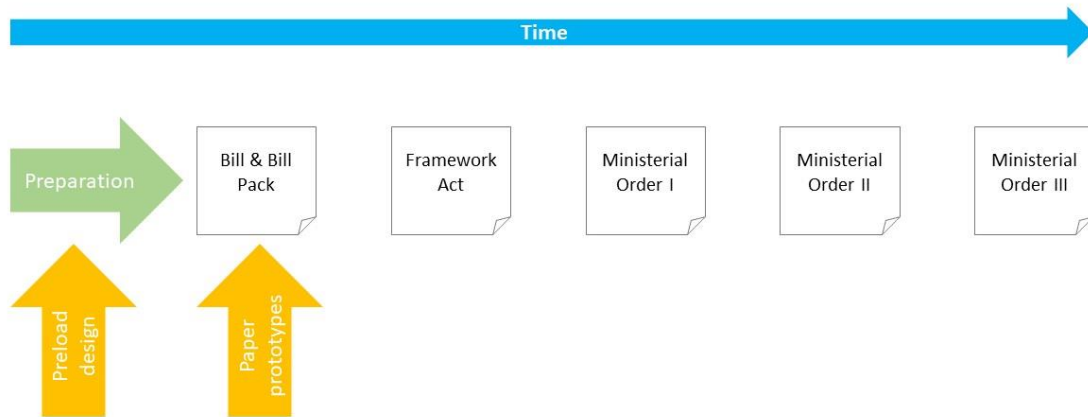 Time
Preparation
Bill & Bill
Pack
Framework
Act
Ministerial
Order I
Ministerial
Order II
Ministerial
Order III
Preload
design
Paper
prototypes